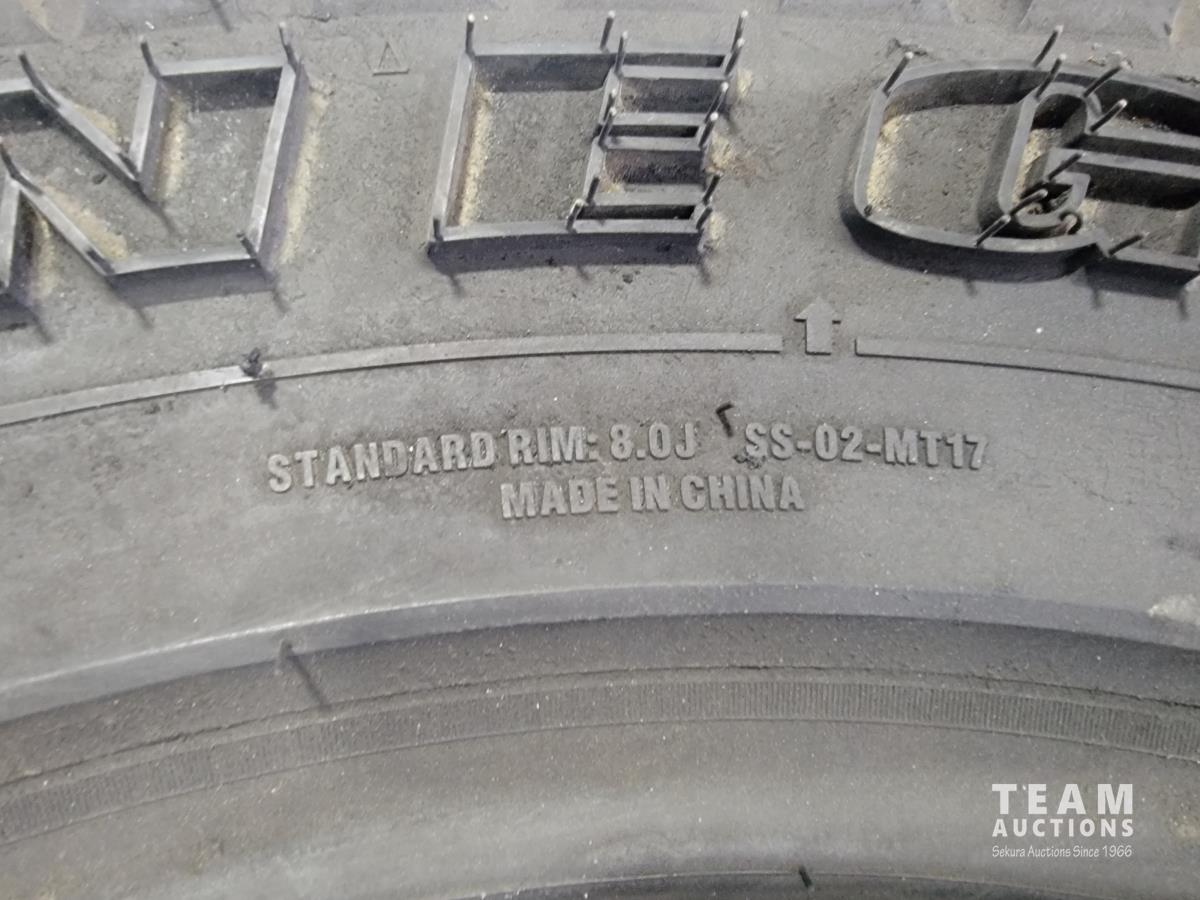 STANDARD RIM: 8.0J SS-02-MT17
MADE IN CHINA
TEAM
AUCTIONS
Sekura Auctions Since 1966